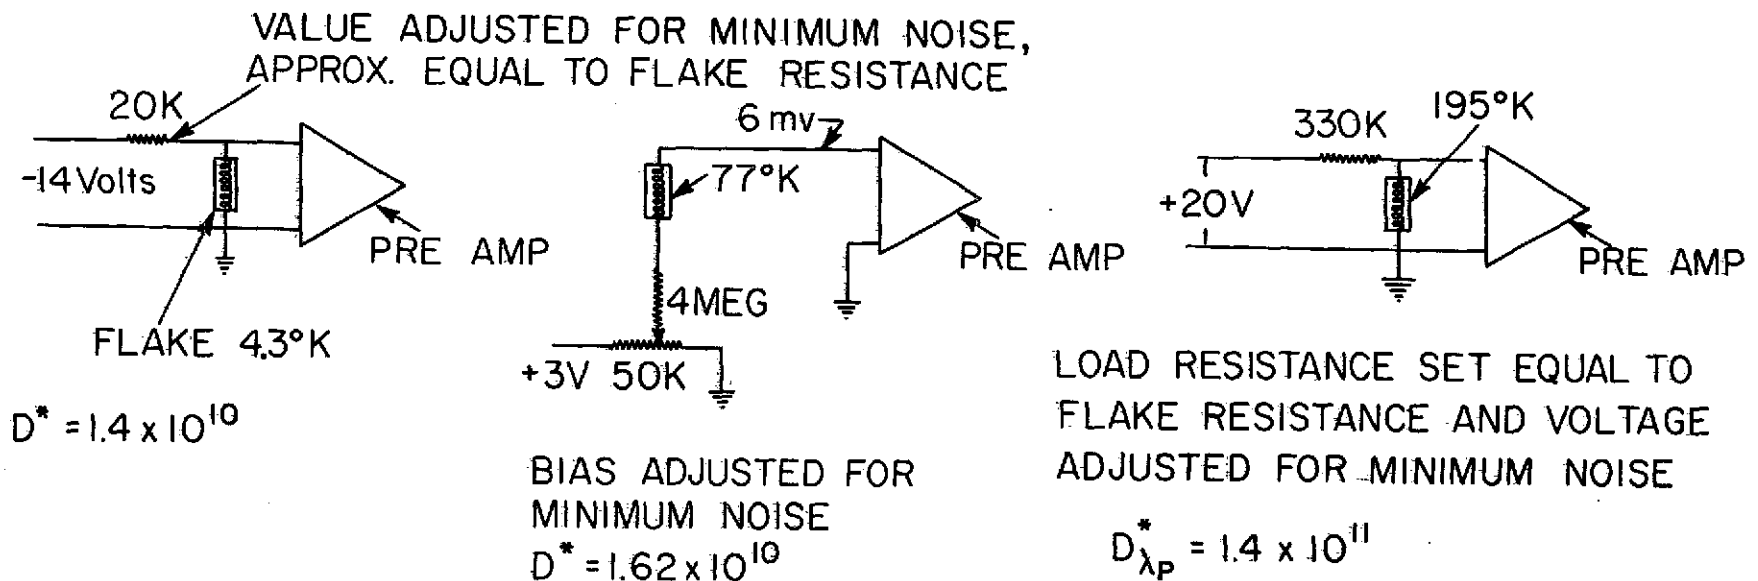 VALUE ADJUSTED FOR MINIMUM NOISE,
APPROX. EQUAL TO FLAKE RESISTANCE
20K
-14 Volts
PRE AMP
FLAKE 4.3°K
D* = 1.4 x 10^10
6 mv
77°K
PRE AMP
4 MEG
+3V 50K
BIAS ADJUSTED FOR
MINIMUM NOISE
D* = 1.62 x 10^10
330K
195°K
+20V
PRE AMP
LOAD RESISTANCE SET EQUAL TO
FLAKE RESISTANCE AND VOLTAGE
ADJUSTED FOR MINIMUM NOISE
D*λP = 1.4 x 10^11